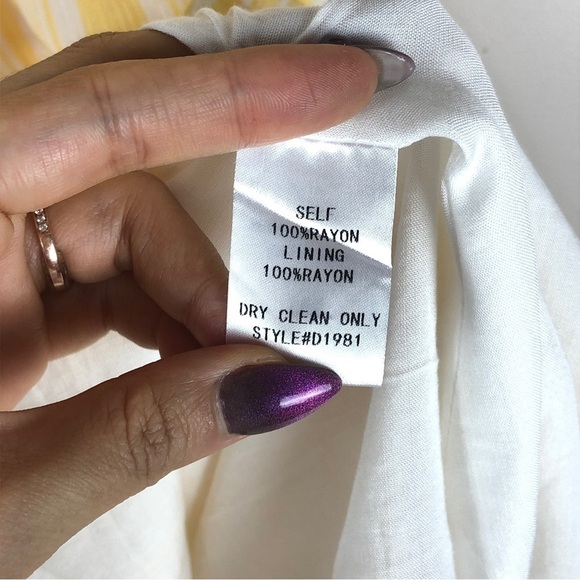 SELF
100%RAYON
LINING
100%RAYON
DRY CLEAN ONLY
STYLE#D1981